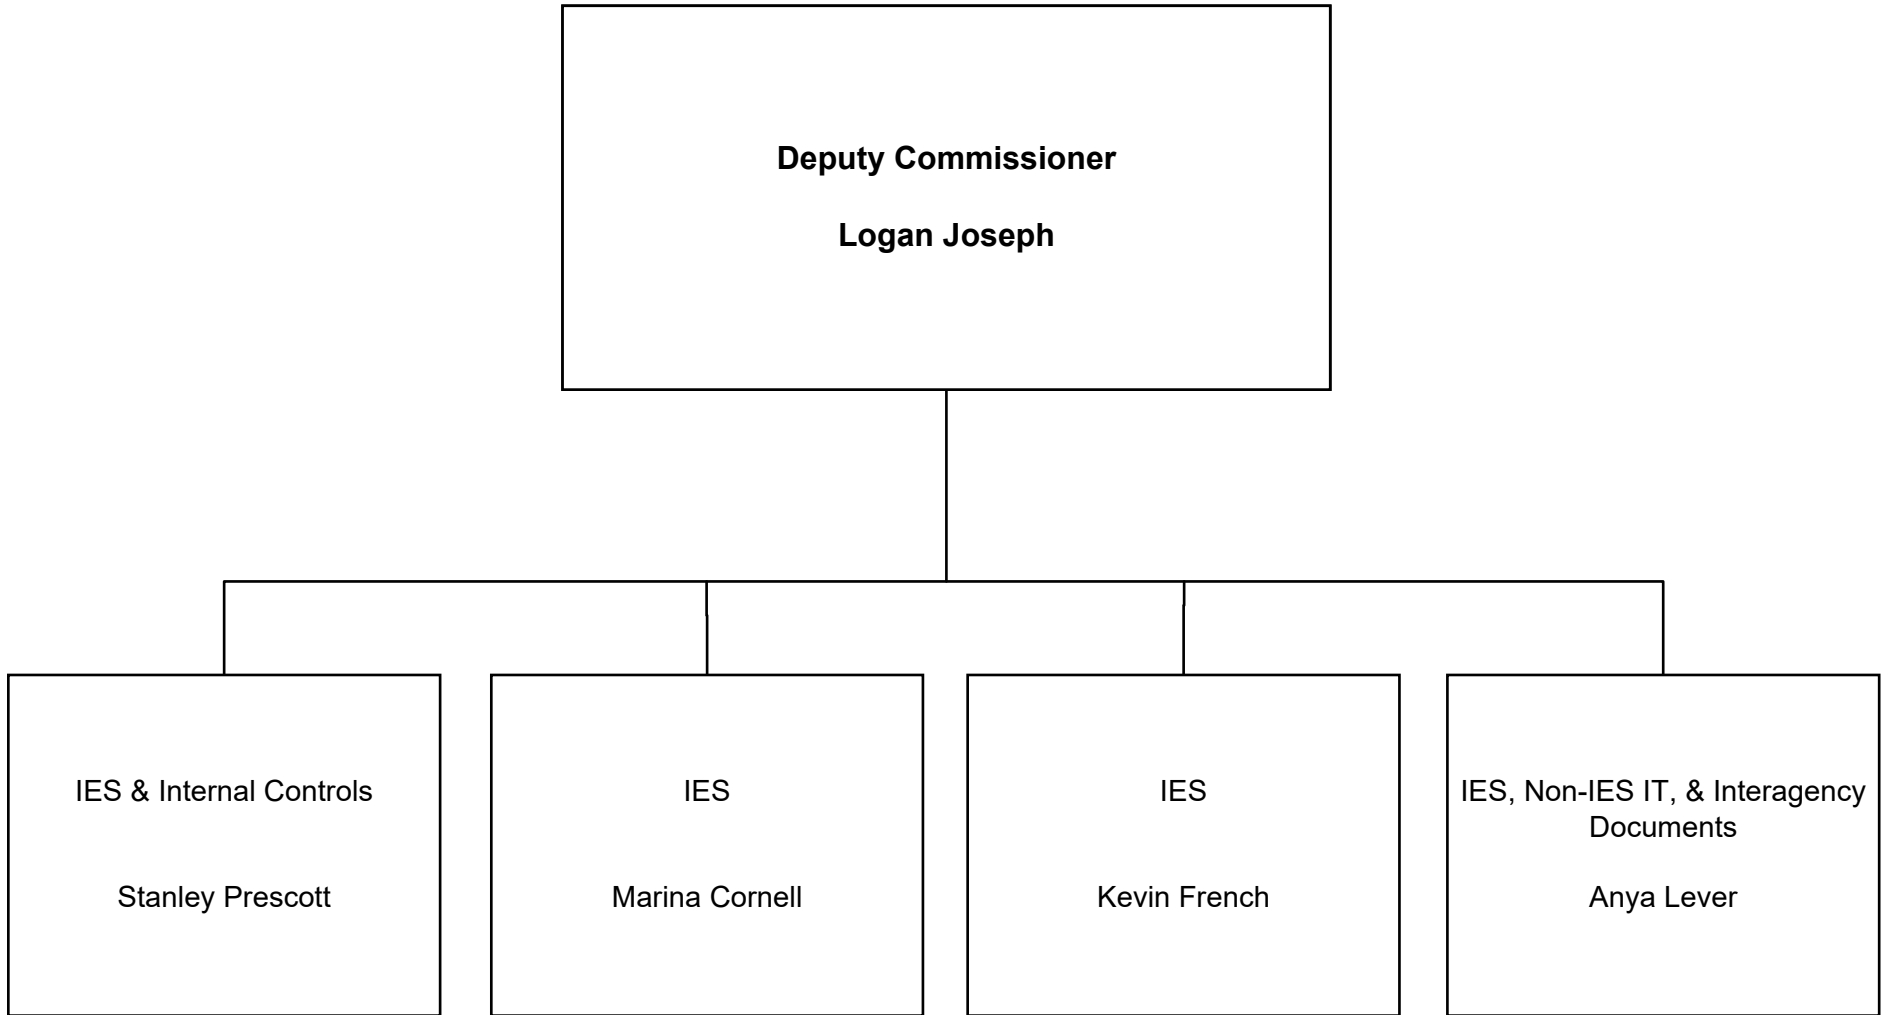 Deputy Commissioner
Logan Joseph
IES & Internal Controls
Stanley Prescott
IES
Marina Cornell
IES
Kevin French
IES, Non-IES IT, & Interagency
Documents
Anya Lever